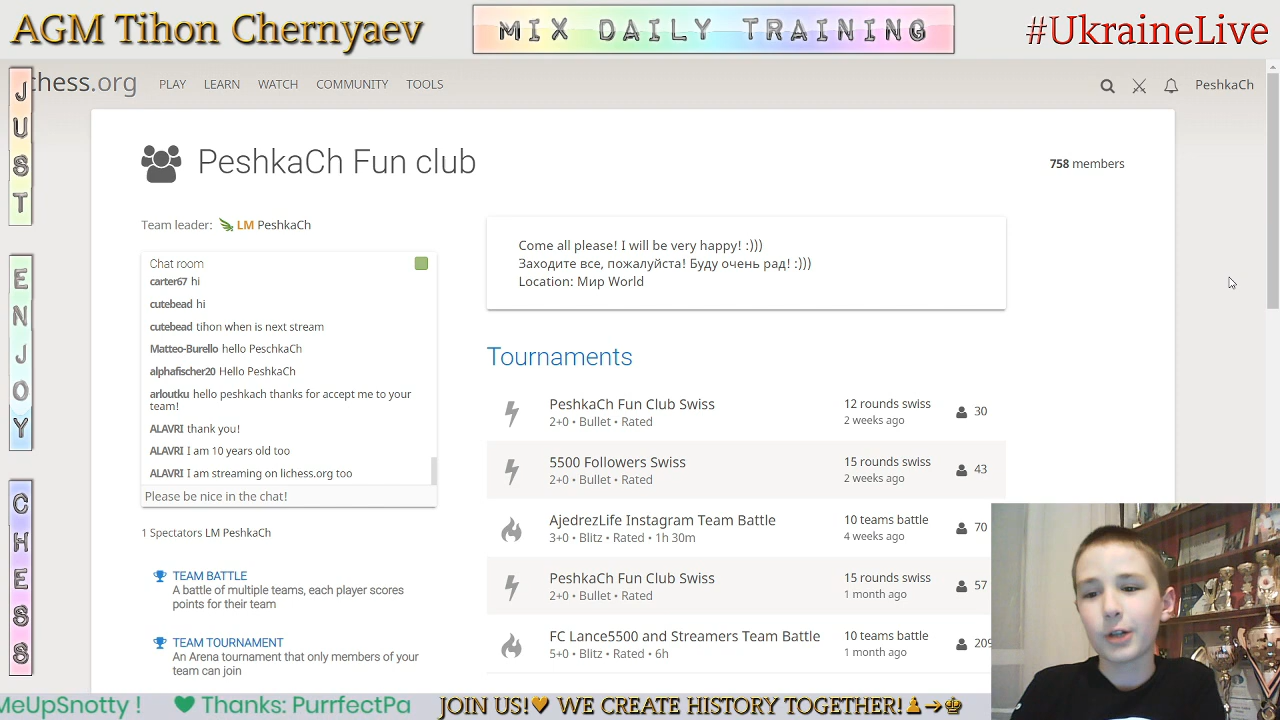 AGM Tihon Chernyaev
MIX DAILY TRAINING
#UkraineLive
JUST
ENJOY
CHESS
chess.org
PLAY LEARN WATCH COMMUNITY TOOLS
PeshkaCh
PeshkaCh Fun club
758 members
Team leader: LM PeshkaCh
Chat room
carter67 hi
cutebead hi
cutebead tihon when is next stream
Matteo-Burello hello PeschkaCh
alphafischer20 Hello PeshkaCh
arloutku hello peshkach thanks for accept me to your
team!
ALAVRI thank you!
ALAVRI I am 10 years old too
ALAVRI I am streaming on lichess.org too
Please be nice in the chat!
1 Spectators LM PeshkaCh
TEAM BATTLE
A battle of multiple teams, each player scores
points for their team
TEAM TOURNAMENT
An Arena tournament that only members of your
team can join
Come all please! I will be very happy! :)))
Заходите все, пожалуйста! Буду очень рад! :)))
Location: Мир World
Tournaments
PeshkaCh Fun Club Swiss 12 rounds swiss 30
2+0 • Bullet • Rated 2 weeks ago
5500 Followers Swiss 15 rounds swiss 43
2+0 • Bullet • Rated 2 weeks ago
AjedrezLife Instagram Team Battle 10 teams battle 70
3+0 • Blitz • Rated • 1h 30m 4 weeks ago
PeshkaCh Fun Club Swiss 15 rounds swiss 57
2+0 • Bullet • Rated 1 month ago
FC Lance5500 and Streamers Team Battle 10 teams battle 209
5+0 • Blitz • Rated • 6h 1 month ago
MeUpSnotty ! 💚 Thanks: PurrfectPa
JOIN US!♥ WE CREATE HISTORY TOGETHER!♟→♚